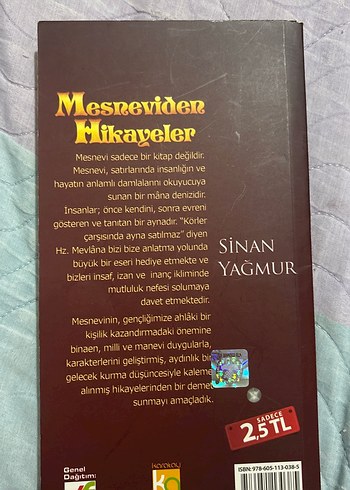 Mesneviden
Hikayeler
Mesnevi sadece bir kitap değildir.
Mesnevi, satırlarında insanlığın ve
hayatın anlamlı damlalarını okuyucuya
sunan bir mâna denizidir.
İnsanlar; önce kendini, sonra evreni
gösteren ve tanıtan bir aynadır. "Körler
çarşısında ayna satılmaz" diyen
Hz. Mevlâna bizi bize anlatma yolunda
büyük bir eseri hediye etmekte ve
bizleri insaf, izan ve inanç ikliminde
mutluluk nefesi solumaya
davet etmektedir.
Mesnevinin, gençliğimize ahlâki bir
kişilik kazandırmadaki önemine
binaen, milli ve manevi duygularla,
karakterlerini geliştirmiş, aydınlık bir
gelecek kurma düşüncesiyle kaleme
alınmış hikayelerinden bir demet
sunmayı amaçladık.
SİNAN
YAĞMUR
SADECE
2,5 TL
Genel
Dağıtım:
ISBN: 978-605-113-038-5